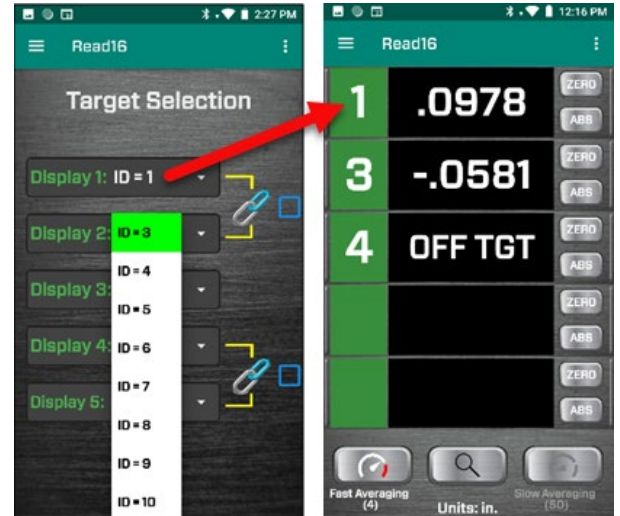 2:27 PM
Read16
Target Selection
Display 1: ID = 1
Display 2: ID = 3
ID = 4
Display 3:
ID = 5
Display 4: ID = 6
ID = 7
Display 5:
ID = 8
ID = 9
ID = 10
12:16 PM
Read16
1 .0978 ZERO
ABS
3 -.0581 ZERO
ABS
4 OFF TGT ZERO
ABS
ZERO
ABS
ZERO
ABS
Fast Averaging
(4)
Units: in.
Slow Averaging
(50)